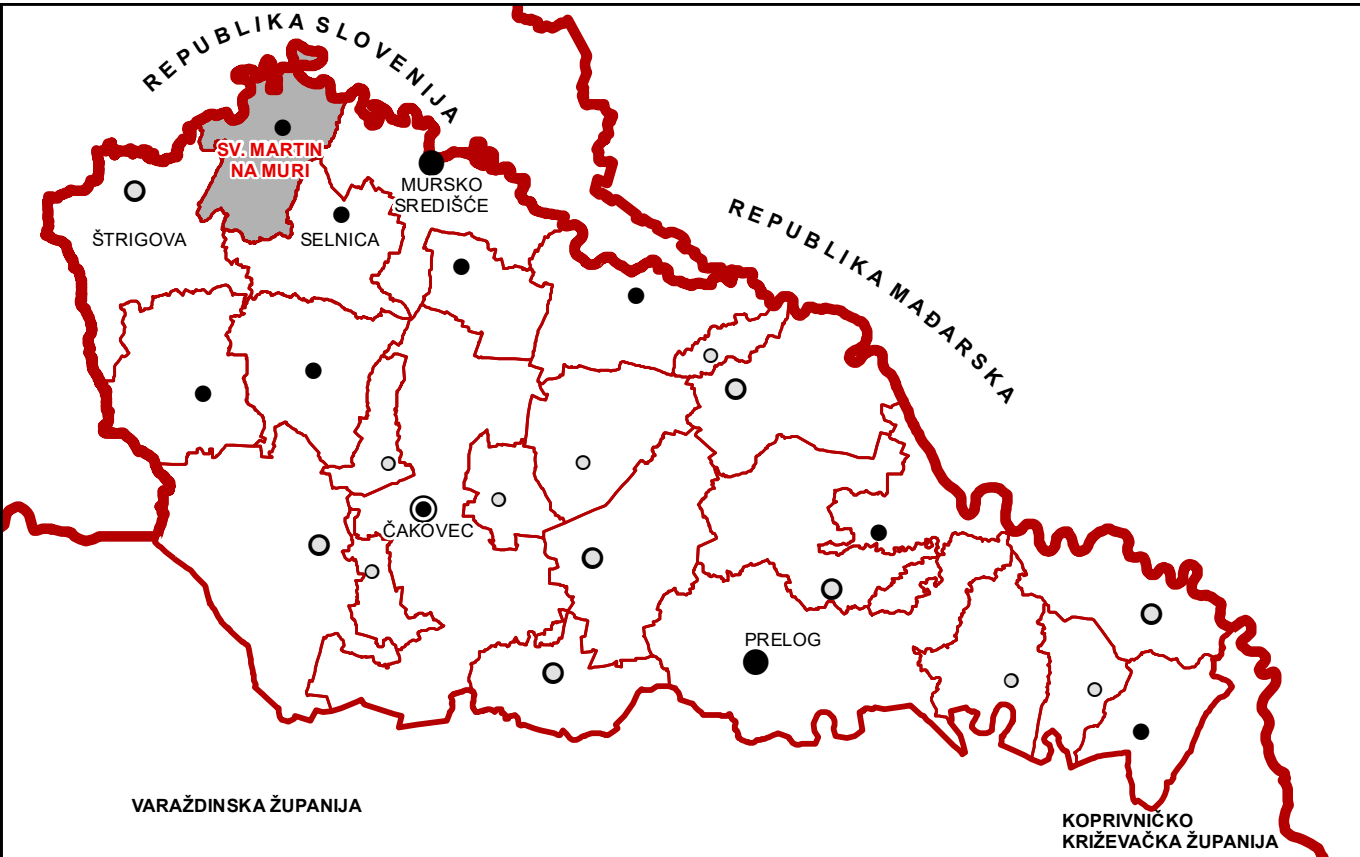 REPUBLIKA SLOVENIJA
SV. MARTIN
NA MURI
MURSKO
SREDIŠĆE
ŠTRIGOVA
SELNICA
REPUBLIKA MAĐARSKA
ČAKOVEC
PRELOG
VARAŽDINSKA ŽUPANIJA
KOPRIVNIČKO
KRIŽEVAČKA ŽUPANIJA